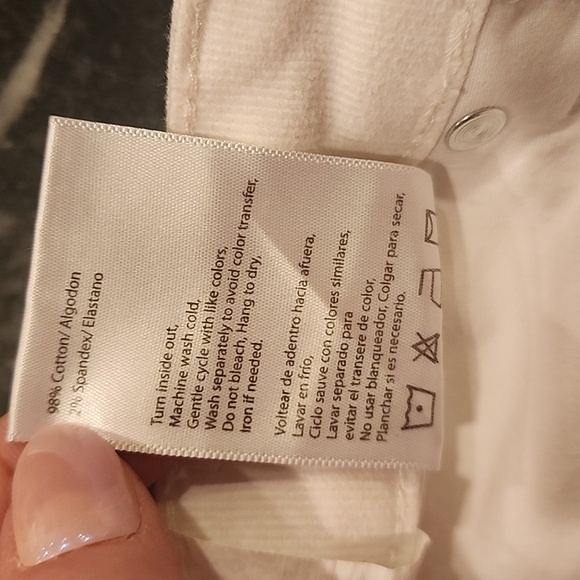 98% Cotton/ Algodon
2% Spandex/ Elastano
Turn inside out,
Machine wash cold,
Gentle cycle with like colors,
Wash separately to avoid color transfer,
Do not bleach, Hang to dry,
Iron if needed.
Voltear de adentro hacia afuera,
Lavar en frío,
Ciclo sauve con colores similares,
Lavar separado para
evitar el transere de color,
No usar blanqueador, Colgar para secar,
Planchar si es necesario.